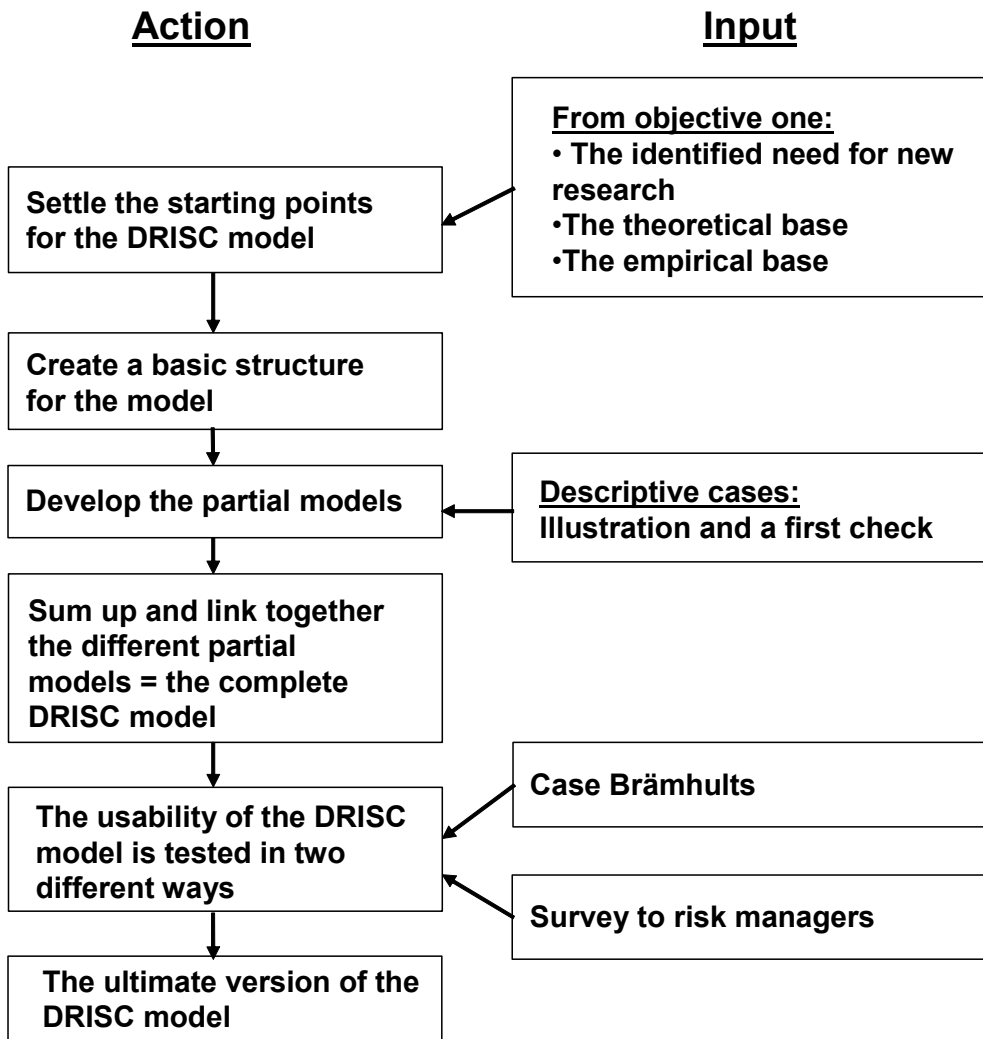 Action
Input
From objective one:
• The identified need for new
research
•The theoretical base
•The empirical base
Settle the starting points
for the DRISC model
Create a basic structure
for the model
Develop the partial models
Descriptive cases:
Illustration and a first check
Sum up and link together
the different partial
models = the complete
DRISC model
Case Brämhults
The usability of the DRISC
model is tested in two
different ways
Survey to risk managers
The ultimate version of the
DRISC model